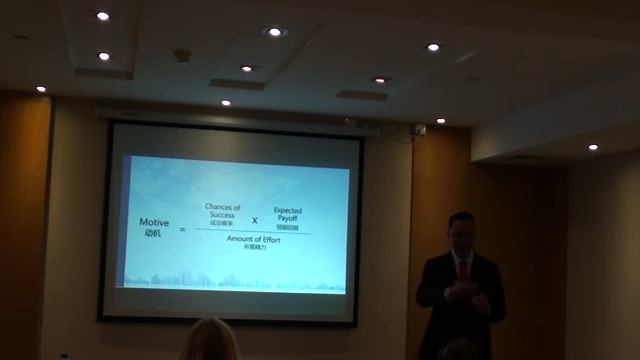 Chances of
Success
成功概率
X
Expected
Payoff
预期回报
Motive
动机
=
Amount of Effort
所需精力